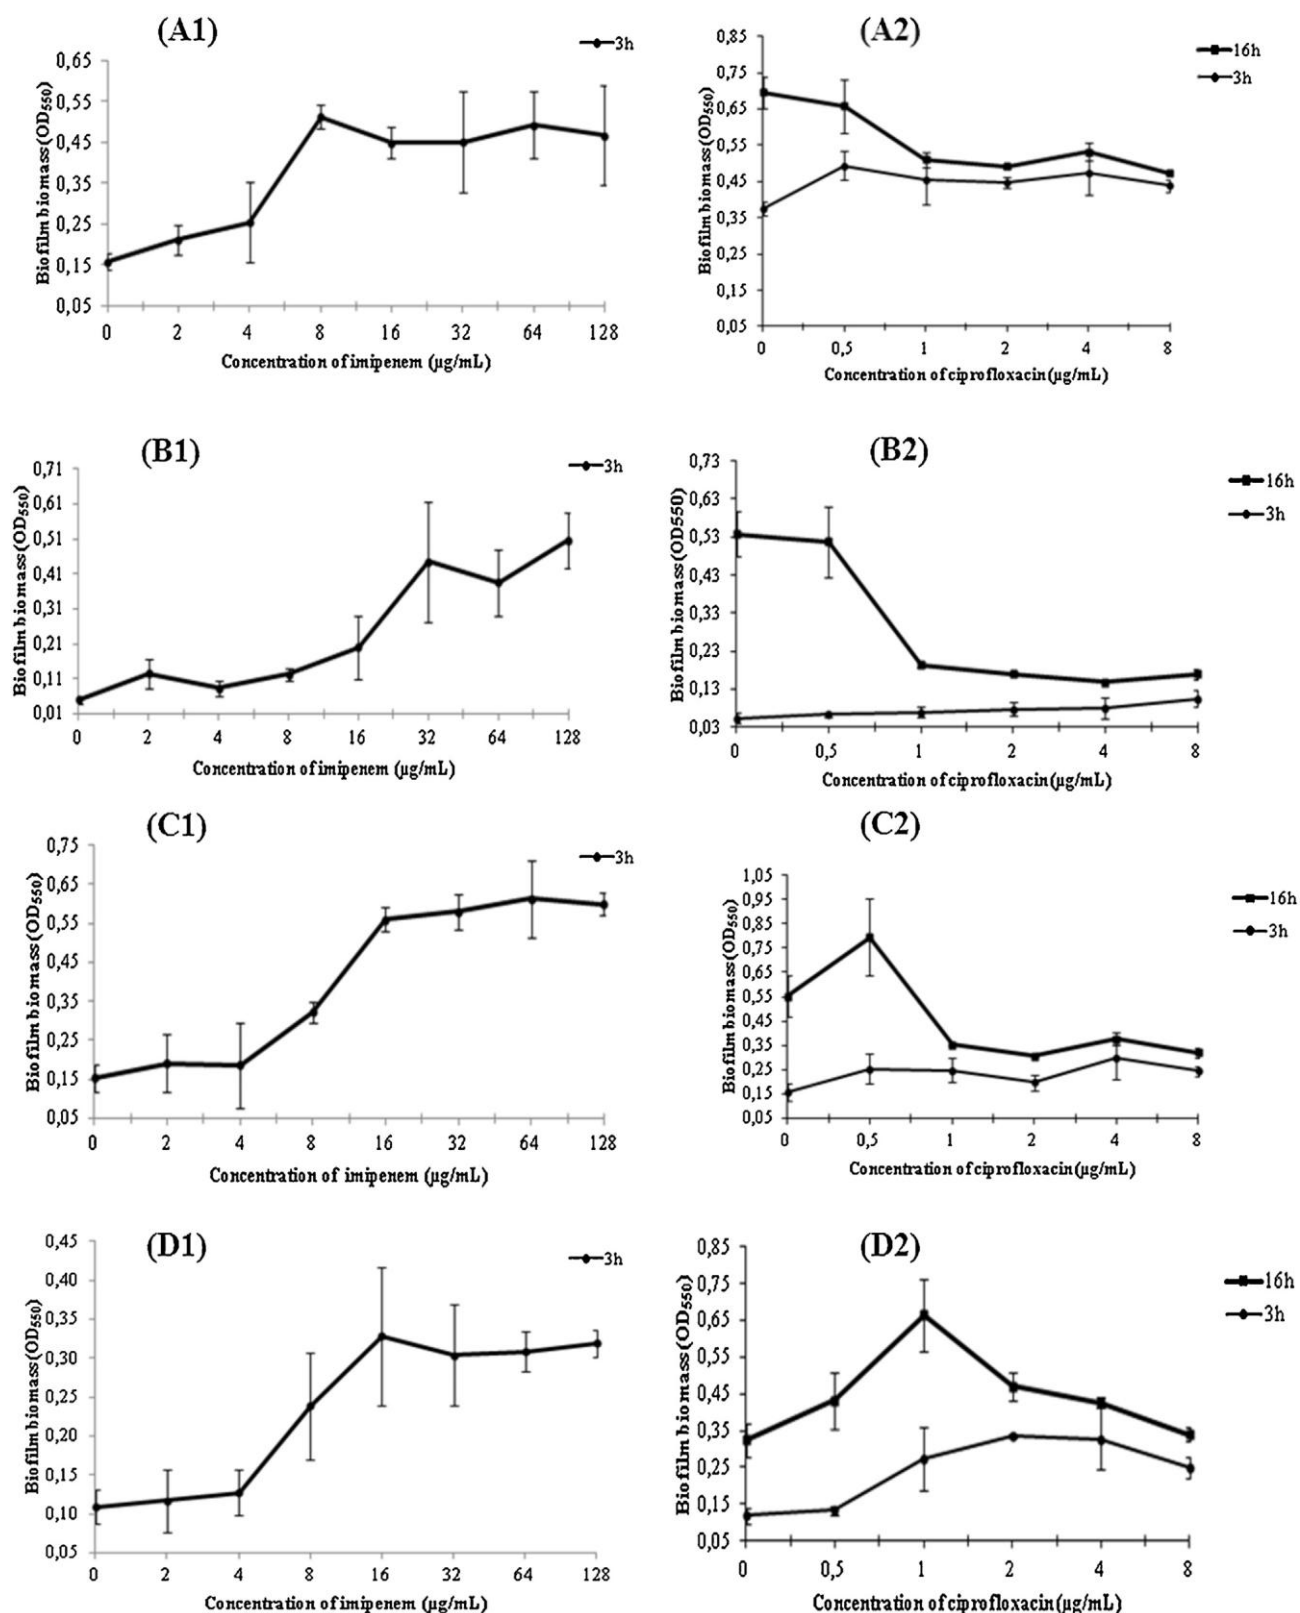 (A1)
3h
0,65
0,55
0,45
0,35
0,25
0,15
0,05
Biofilm biomass (OD550)
0 2 4 8 16 32 64 128
Concentration of imipenem (µg/mL)
(A2)
16h
3h
0,85
0,75
0,65
0,55
0,45
0,35
0,25
0,15
0,05
Biofilm biomass (OD550)
0 0,5 1 2 4 8
Concentration of ciprofloxacin (µg/mL)
(B1)
3h
0,71
0,61
0,51
0,41
0,31
0,21
0,11
0,01
Biofilm biomass (OD550)
0 2 4 8 16 32 64 128
Concentration of imipenem (µg/mL)
(B2)
16h
3h
0,73
0,63
0,53
0,43
0,33
0,23
0,13
0,03
Biofilm biomass (OD550)
0 0,5 1 2 4 8
Concentration of ciprofloxacin (µg/mL)
(C1)
3h
0,75
0,65
0,55
0,45
0,35
0,25
0,15
0,05
Biofilm biomass (OD550)
0 2 4 8 16 32 64 128
Concentration of imipenem (µg/mL)
(C2)
16h
3h
1,05
0,95
0,85
0,75
0,65
0,55
0,45
0,35
0,25
0,15
0,05
Biofilm biomass (OD550)
0 0,5 1 2 4 8
Concentration of ciprofloxacin (µg/mL)
(D1)
3h
0,45
0,40
0,35
0,30
0,25
0,20
0,15
0,10
0,05
Biofilm biomass (OD550)
0 2 4 8 16 32 64 128
Concentration of imipenem (µg/mL)
(D2)
16h
3h
0,85
0,75
0,65
0,55
0,45
0,35
0,25
0,15
0,05
Biofilm biomass (OD550)
0 0,5 1 2 4 8
Concentration of ciprofloxacin (µg/mL)